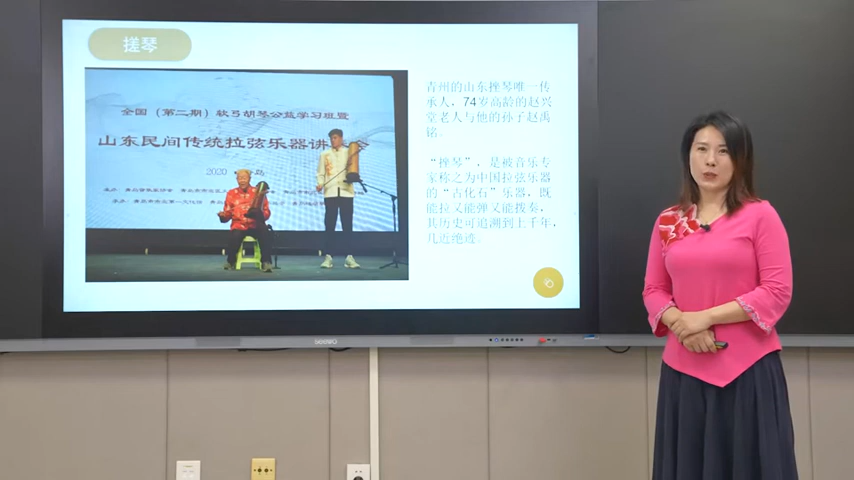 搓琴
全国（第二期）软弓胡琴公益学习班暨
山东民间传统拉弦乐器讲
会
2020
青州的山东挫琴唯一传
承人，74岁高龄的赵兴
堂老人与他的孙子赵禹
铭。
“挫琴”，是被音乐专
家称之为中国拉弦乐器
的“古化石”乐器，既
能拉又能弹又能拨奏，
其历史可追溯到上千年，
几近绝迹。
seewo